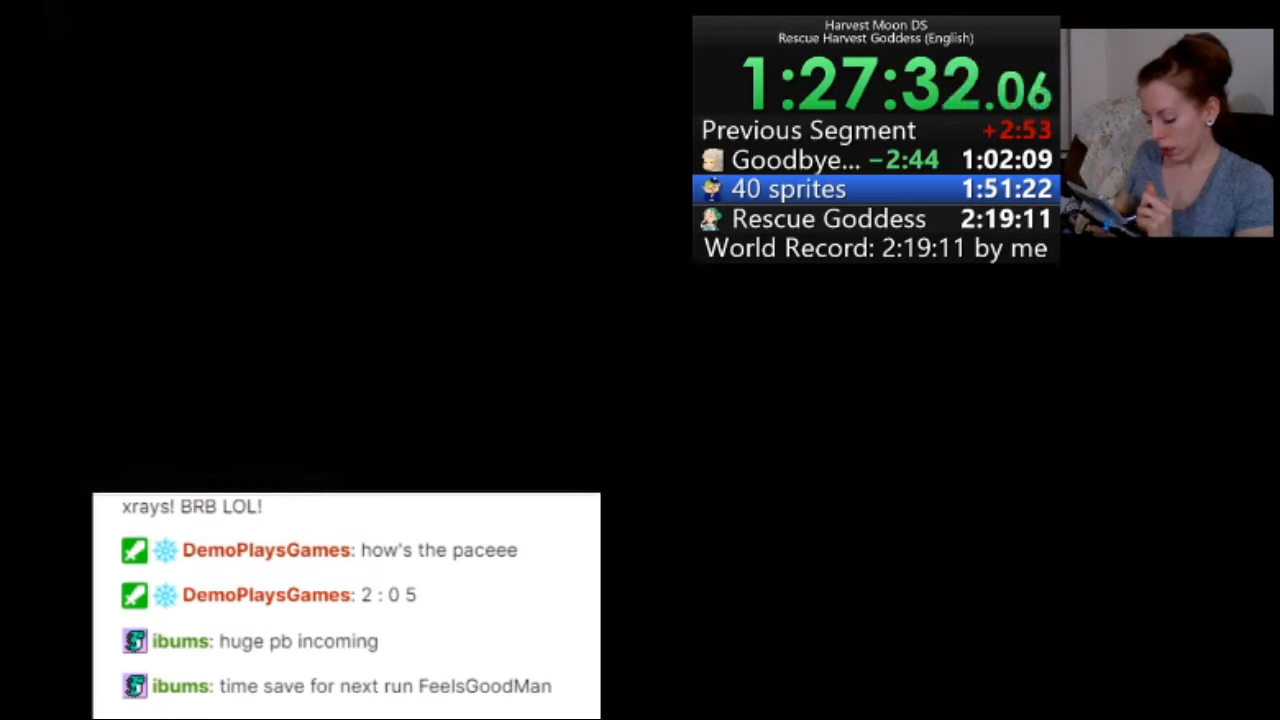 Harvest Moon DS
Rescue Harvest Goddess (English)
1:27:32.06
Previous Segment +2:53
Goodbye... −2:44 1:02:09
40 sprites 1:51:22
Rescue Goddess 2:19:11
World Record: 2:19:11 by me
xrays! BRB LOL!
DemoPlaysGames: how's the paceee
DemoPlaysGames: 2 : 0 5
ibums: huge pb incoming
ibums: time save for next run FeelsGoodMan